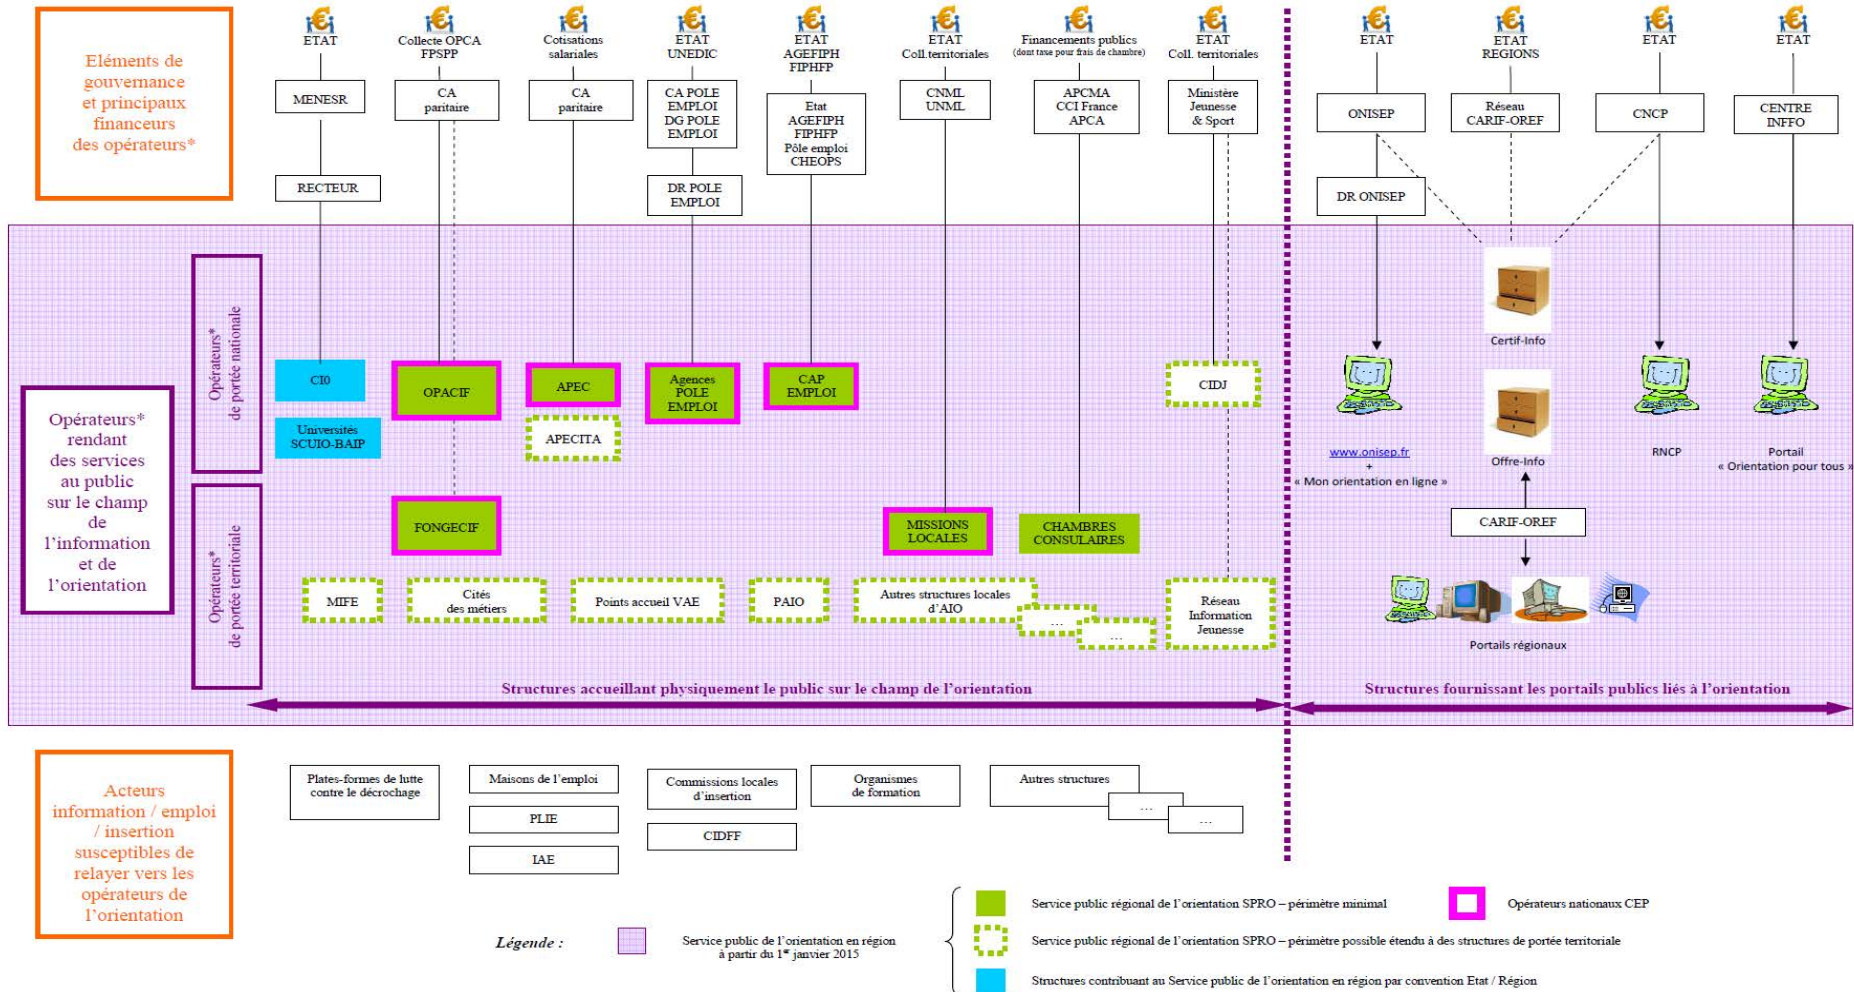 Eléments de
gouvernance
et principaux
financeurs
des opérateurs*
ETAT
Collecte OPCA
FPSPP
Cotisations
salariales
ETAT
UNEDIC
ETAT
AGEFIPH
FIPHFP
ETAT
Coll.territoriales
Financements publics
(dont taxe pour frais de chambre)
ETAT
Coll. territoriales
ETAT
ETAT
REGIONS
ETAT
ETAT
MENESR
CA
paritaire
CA
paritaire
CA POLE
EMPLOI
DG POLE
EMPLOI
Etat
AGEFIPH
FIPHFP
Pôle emploi
CHEOPS
CNML
UNML
APCMA
CCI France
APCA
Ministère
Jeunesse
& Sport
ONISEP
Réseau
CARIF-OREF
CNCP
CENTRE
INFFO
RECTEUR
DR POLE
EMPLOI
DR ONISEP
Opérateurs*
rendant
des services
au public
sur le champ
de
l'information
et de
l'orientation
Opérateurs*
de portée nationale
CI0
OPACIF
APEC
Agences
POLE
EMPLOI
CAP
EMPLOI
CIDJ
Universités
SCUIO-BAIP
APECITA
Certif-Info
www.onisep.fr
+
« Mon orientation en ligne »
Offre-Info
RNCP
Portail
« Orientation pour tous »
Opérateurs*
de portée territoriale
FONGECIF
MISSIONS
LOCALES
CHAMBRES
CONSULAIRES
CARIF-OREF
MIFE
Cités
des métiers
Points accueil VAE
PAIO
Autres structures locales
d'AIO
...
...
Réseau
Information
Jeunesse
Portails régionaux
Structures accueillant physiquement le public sur le champ de l'orientation
Structures fournissant les portails publics liés à l'orientation
Acteurs
information / emploi
/ insertion
susceptibles de
relayer vers les
opérateurs de
l'orientation
Plates-formes de lutte
contre le décrochage
Maisons de l'emploi
PLIE
IAE
Commissions locales
d'insertion
CIDFF
Organismes
de formation
Autres structures
...
...
Légende :
Service public de l'orientation en région
à partir du 1er janvier 2015
Service public régional de l'orientation SPRO – périmètre minimal
Opérateurs nationaux CEP
Service public régional de l'orientation SPRO – périmètre possible étendu à des structures de portée territoriale
Structures contribuant au Service public de l'orientation en région par convention Etat / Région